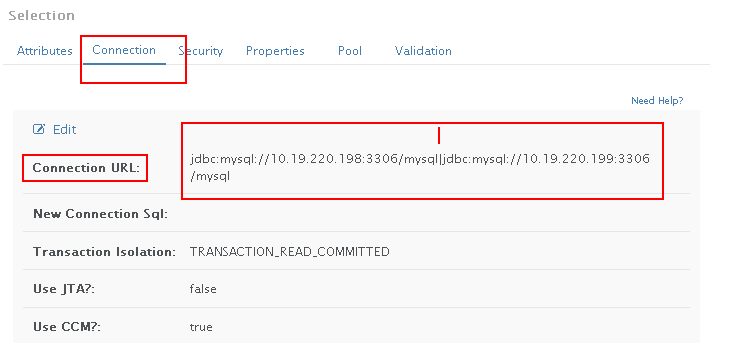 Selection
Attributes Connection Security Properties Pool Validation
Need Help?
Edit
Connection URL: jdbc:mysql://10.19.220.198:3306/mysql|jdbc:mysql://10.19.220.199:3306
/mysql
New Connection Sql:
Transaction Isolation: TRANSACTION_READ_COMMITTED
Use JTA?: false
Use CCM?: true